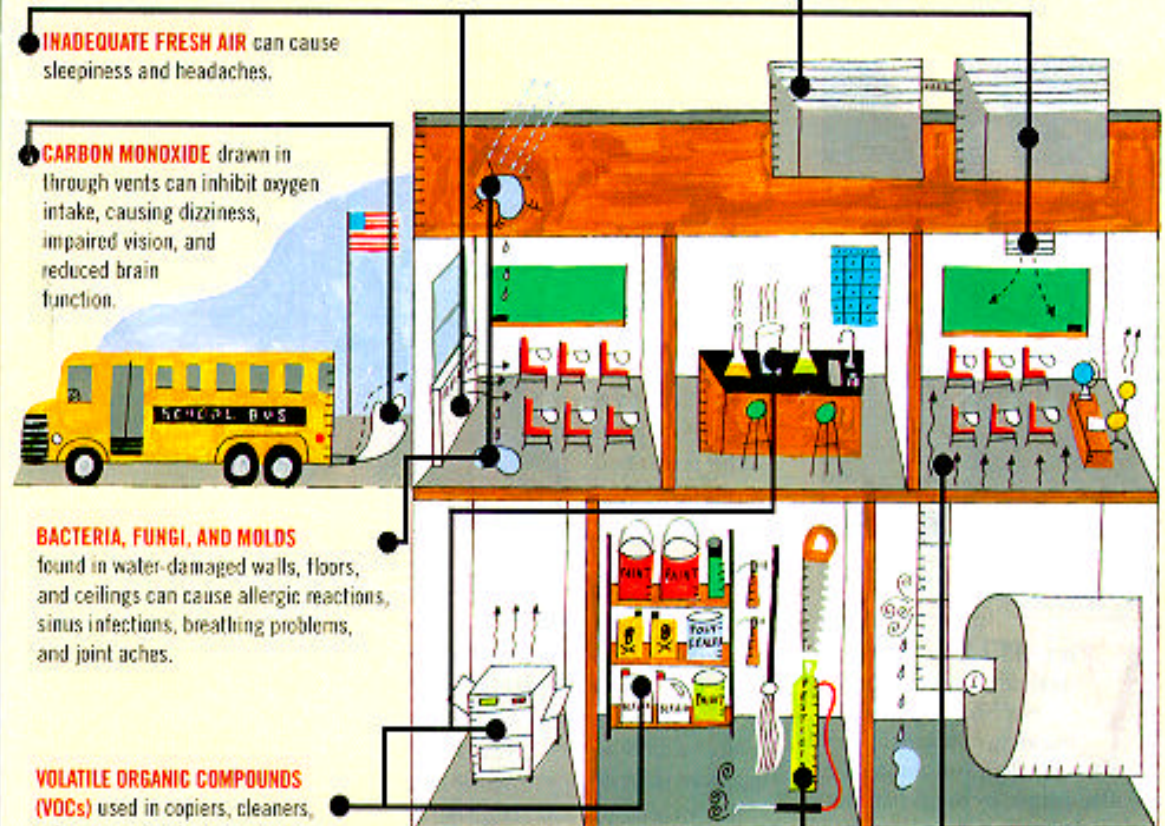 INADEQUATE FRESH AIR can cause
sleepiness and headaches.
CARBON MONOXIDE drawn in
through vents can inhibit oxygen
intake, causing dizziness,
impaired vision, and
reduced brain
function.
SCHOOL BUS
BACTERIA, FUNGI, AND MOLDS
found in water-damaged walls, floors,
and ceilings can cause allergic reactions,
sinus infections, breathing problems,
and joint aches.
PAINT PAINT
PAINT
VOLATILE ORGANIC COMPOUNDS
(VOCs) used in copiers, cleaners,